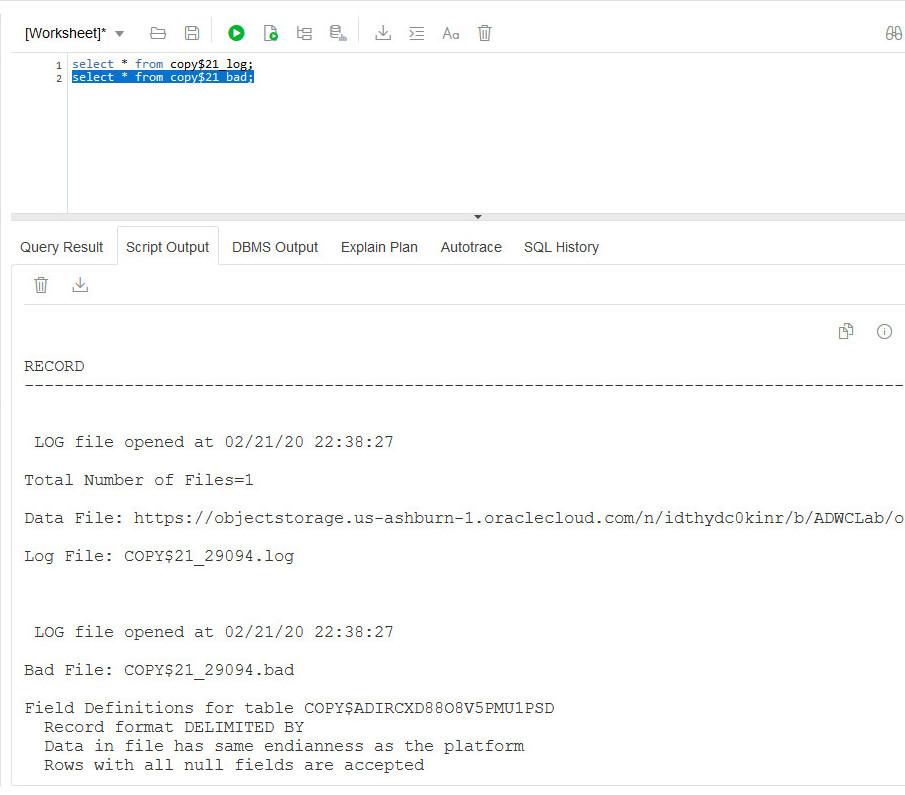 [Worksheet]*
Aa
1 select * from copy$21_log;
2 select * from copy$21_bad;
Query Result Script Output DBMS Output Explain Plan Autotrace SQL History
RECORD
----------------------------------------------------------------------------------------
LOG file opened at 02/21/20 22:38:27
Total Number of Files=1
Data File: https://objectstorage.us-ashburn-1.oraclecloud.com/n/idthydc0kinr/b/ADWCLab/o
Log File: COPY$21_29094.log
LOG file opened at 02/21/20 22:38:27
Bad File: COPY$21_29094.bad
Field Definitions for table COPY$ADIRCXD88O8V5PMU1PSD
Record format DELIMITED BY
Data in file has same endianness as the platform
Rows with all null fields are accepted